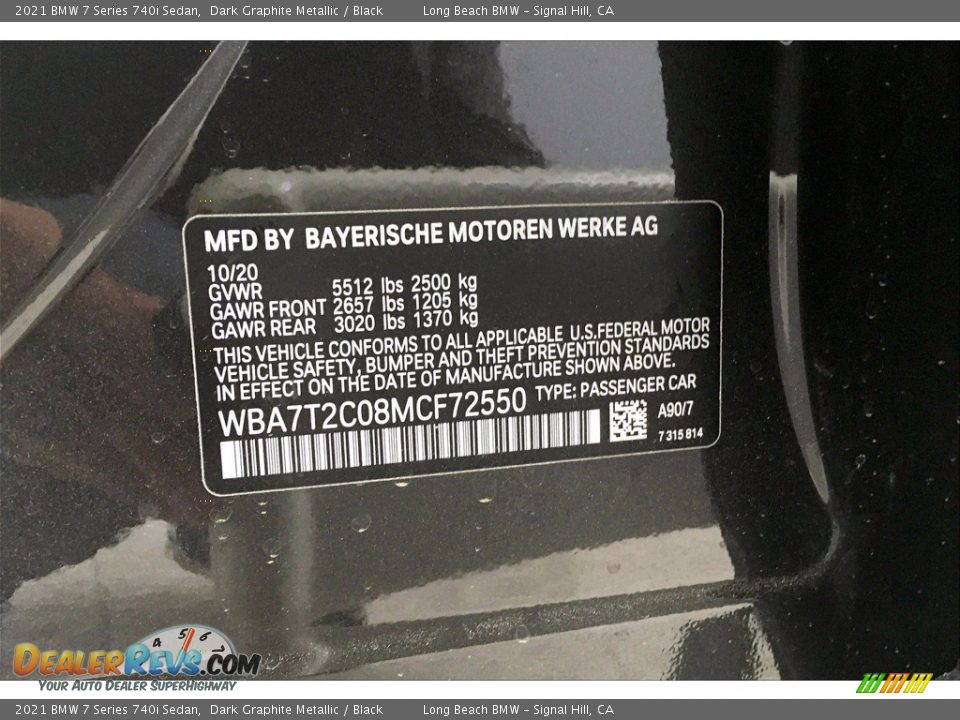 2021 BMW 7 Series 740i Sedan, Dark Graphite Metallic / Black Long Beach BMW - Signal Hill, CA
MFD BY BAYERISCHE MOTOREN WERKE AG
10/20
GVWR 5512 lbs 2500 kg
GAWR FRONT 2657 lbs 1205 kg
GAWR REAR 3020 lbs 1370 kg
THIS VEHICLE CONFORMS TO ALL APPLICABLE U.S.FEDERAL MOTOR
VEHICLE SAFETY, BUMPER AND THEFT PREVENTION STANDARDS
IN EFFECT ON THE DATE OF MANUFACTURE SHOWN ABOVE.
WBA7T2C08MCF72550 TYPE: PASSENGER CAR
A90/7
7 315 814
4 5 6
DEALERREVS.COM
YOUR AUTO DEALER SUPERHIGHWAY
2021 BMW 7 Series 740i Sedan, Dark Graphite Metallic / Black Long Beach BMW - Signal Hill, CA